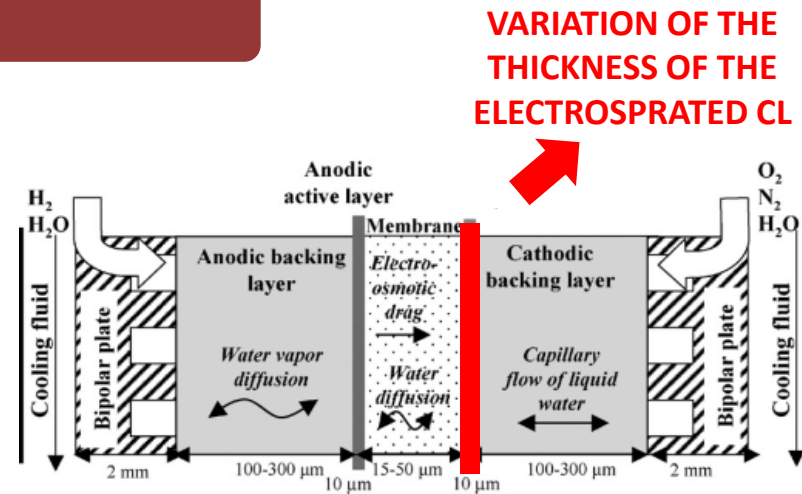 VARIATION OF THE
THICKNESS OF THE
ELECTROSPRATED CL
Anodic
active layer
H2
H2O
O2
N2
H2O
Membrane
Cooling fluid
Bipolar plate
Anodic backing
layer
Water vapor
diffusion
Electro-
osmotic
drag
Water
diffusion
Cathodic
backing layer
Capillary
flow of liquid
water
Bipolar plate
Cooling fluid
2 mm
100-300 μm
10 μm
15-50 μm
10 μm
100-300 μm
2 mm